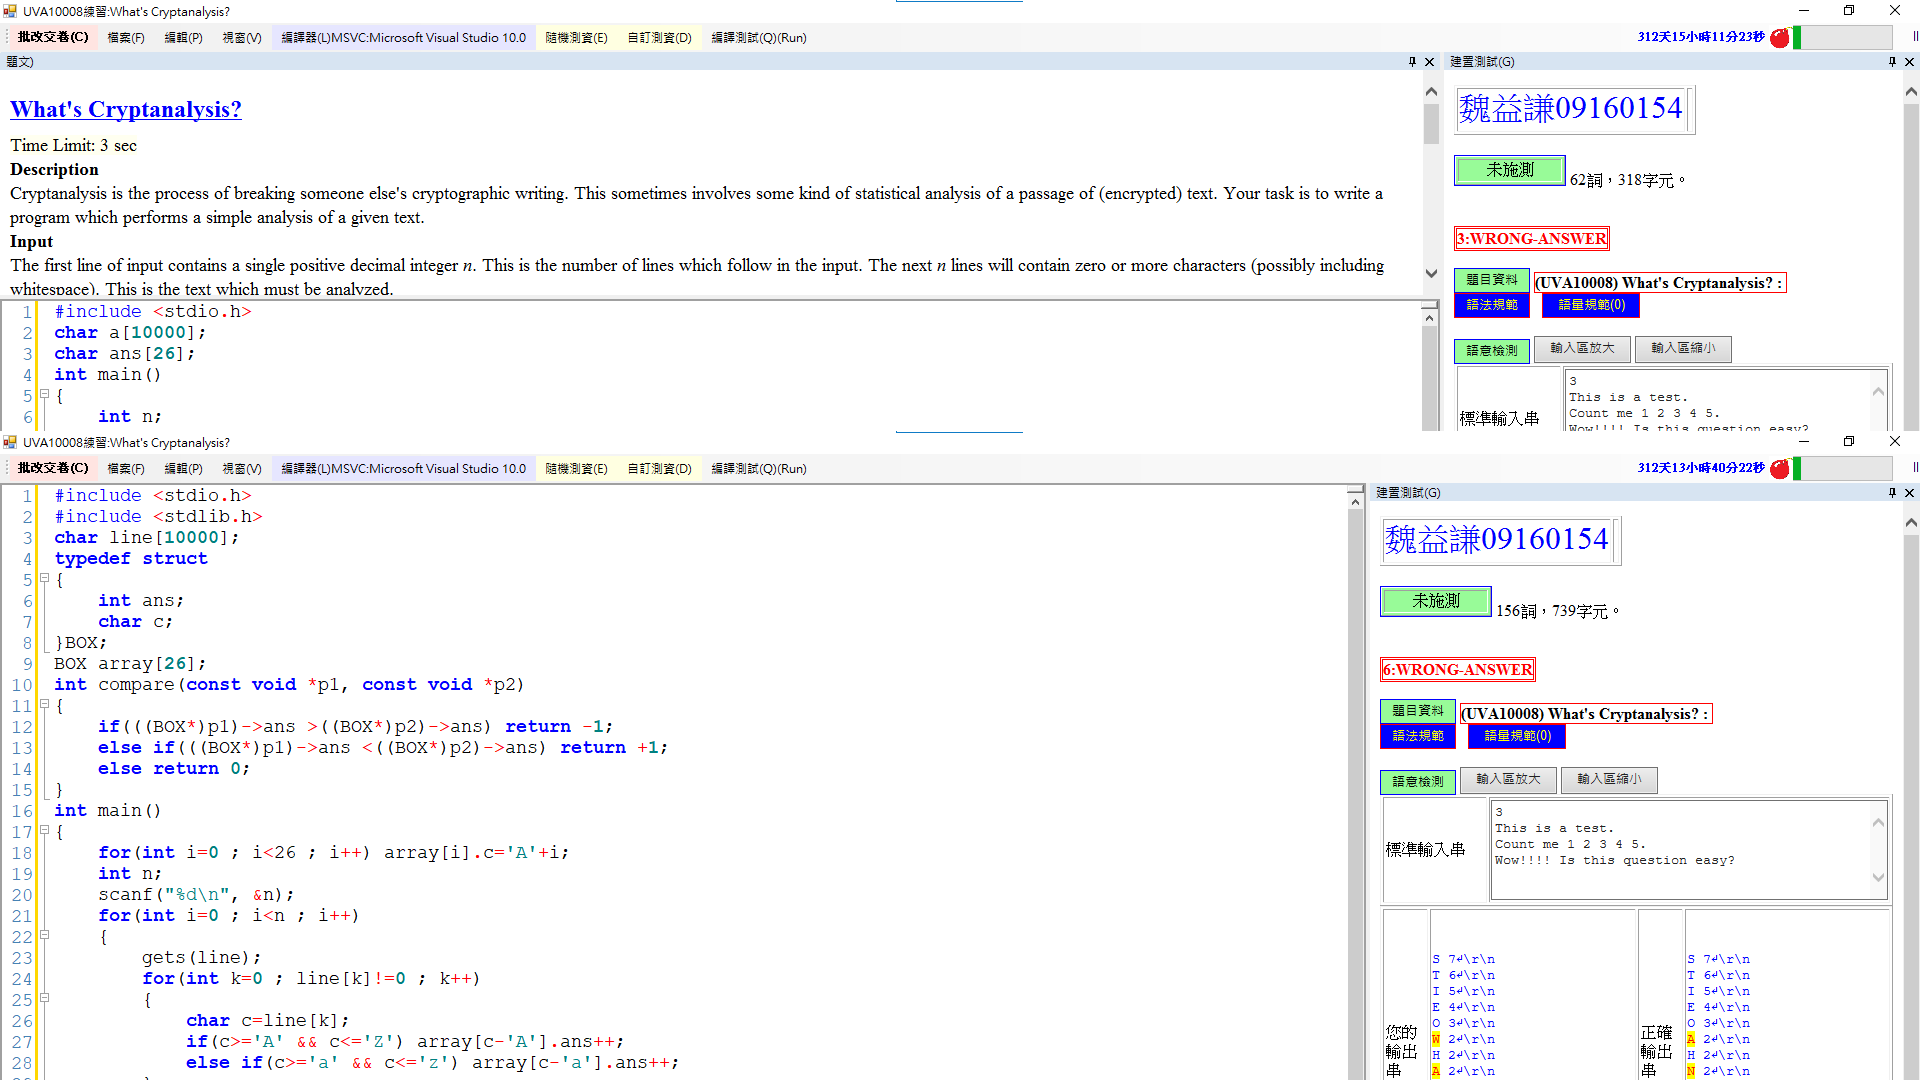 UVA10008練習:What's Cryptanalysis?
批改交卷(C) 檔案(F) 編輯(P) 視窗(V) 編譯器(L)MSVC:Microsoft Visual Studio 10.0 隨機測資(E) 自訂測資(D) 編譯測試(Q)(Run) 312天15小時11分23秒
題文)
What's Cryptanalysis?
Time Limit: 3 sec
Description
Cryptanalysis is the process of breaking someone else's cryptographic writing. This sometimes involves some kind of statistical analysis of a passage of (encrypted) text. Your task is to write a
program which performs a simple analysis of a given text.
Input
The first line of input contains a single positive decimal integer n. This is the number of lines which follow in the input. The next n lines will contain zero or more characters (possibly including
whitespace). This is the text which must be analyzed.
1 #include <stdio.h>
2 char a[10000];
3 char ans[26];
4 int main()
5 {
6 int n;
建置測試(G)
魏益謙09160154
未施測 62詞，318字元。
3:WRONG-ANSWER
題目資料 (UVA10008) What's Cryptanalysis? :
語法規範 語量規範(0)
語意檢測 輸入區放大 輸入區縮小
標準輸入串
3
This is a test.
Count me 1 2 3 4 5.
Wow!!!! Is this question easy?
UVA10008練習:What's Cryptanalysis?
批改交卷(C) 檔案(F) 編輯(P) 視窗(V) 編譯器(L)MSVC:Microsoft Visual Studio 10.0 隨機測資(E) 自訂測資(D) 編譯測試(Q)(Run) 312天13小時40分22秒
1 #include <stdio.h>
2 #include <stdlib.h>
3 char line[10000];
4 typedef struct
5 {
6 int ans;
7 char c;
8 }BOX;
9 BOX array[26];
10 int compare(const void *p1, const void *p2)
11 {
12 if(((BOX*)p1)->ans >((BOX*)p2)->ans) return -1;
13 else if(((BOX*)p1)->ans <((BOX*)p2)->ans) return +1;
14 else return 0;
15 }
16 int main()
17 {
18 for(int i=0 ; i<26 ; i++) array[i].c='A'+i;
19 int n;
20 scanf("%d\n", &n);
21 for(int i=0 ; i<n ; i++)
22 {
23 gets(line);
24 for(int k=0 ; line[k]!=0 ; k++)
25 {
26 char c=line[k];
27 if(c>='A' && c<='Z') array[c-'A'].ans++;
28 else if(c>='a' && c<='z') array[c-'a'].ans++;
建置測試(G)
魏益謙09160154
未施測 156詞，739字元。
6:WRONG-ANSWER
題目資料 (UVA10008) What's Cryptanalysis? :
語法規範 語量規範(0)
語意檢測 輸入區放大 輸入區縮小
標準輸入串
3
This is a test.
Count me 1 2 3 4 5.
Wow!!!! Is this question easy?
您的輸出串
S 7↵\r\n
T 6↵\r\n
I 5↵\r\n
E 4↵\r\n
O 3↵\r\n
W 2↵\r\n
H 2↵\r\n
A 2↵\r\n
正確輸出串
S 7↵\r\n
T 6↵\r\n
I 5↵\r\n
E 4↵\r\n
O 3↵\r\n
A 2↵\r\n
H 2↵\r\n
N 2↵\r\n